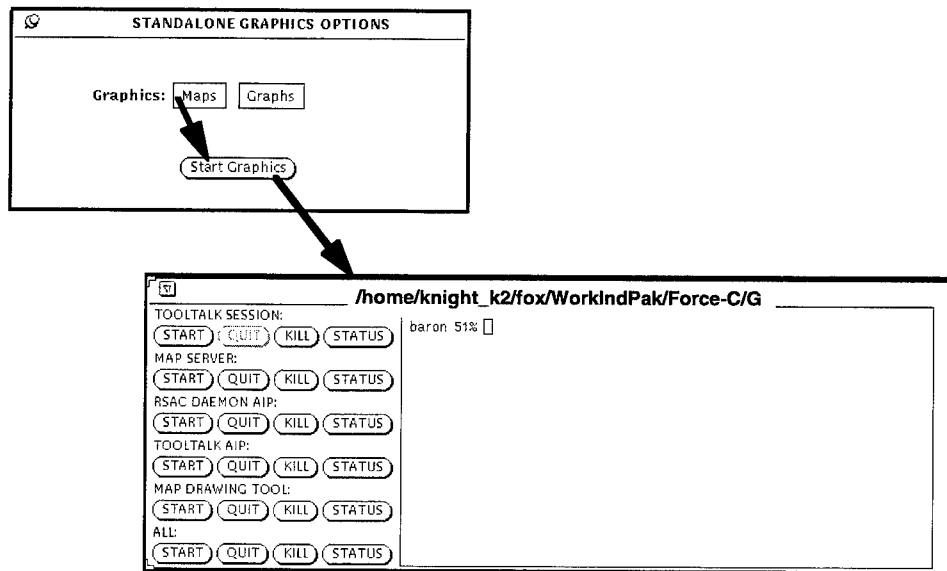 STANDALONE GRAPHICS OPTIONS
Graphics: Maps Graphs
Start Graphics
/home/knight_k2/fox/WorkIndPak/Force-C/G
TOOLTALK SESSION:
START QUIT KILL STATUS
baron 51%
MAP SERVER:
START QUIT KILL STATUS
RSAC DAEMON AIP:
START QUIT KILL STATUS
TOOLTALK AIP:
START QUIT KILL STATUS
MAP DRAWING TOOL:
START QUIT KILL STATUS
ALL:
START QUIT KILL STATUS